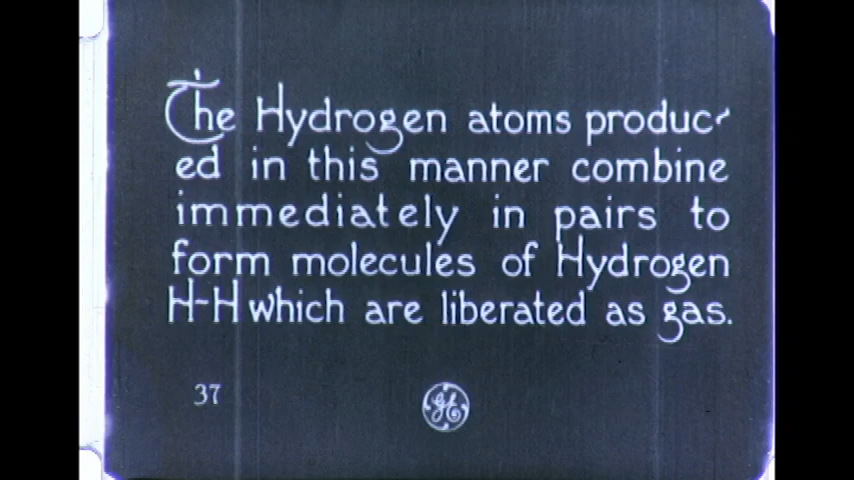 The Hydrogen atoms produc-
ed in this manner combine
immediately in pairs to
form molecules of Hydrogen
H-H which are liberated as gas.
37
GE